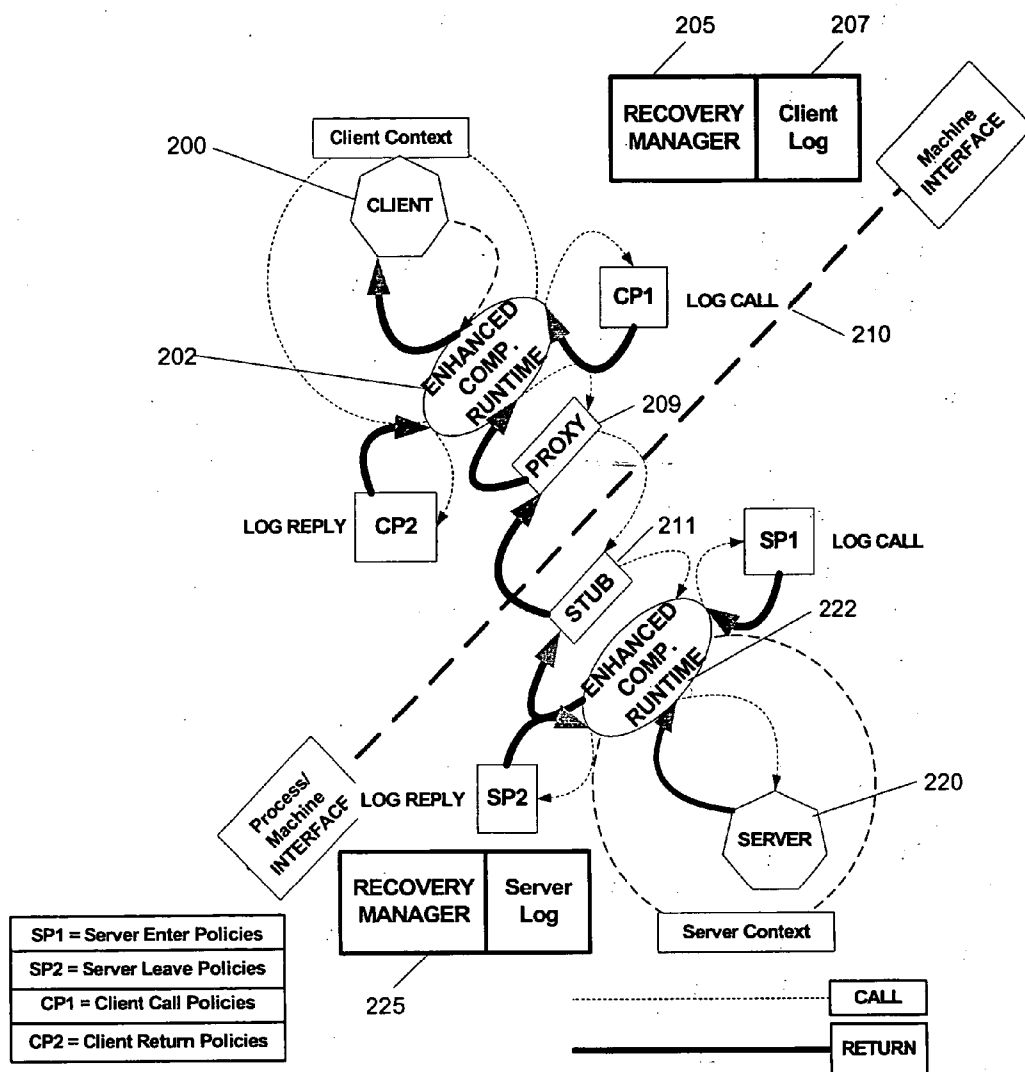 205
207
RECOVERY
MANAGER
Client
Log
Machine
INTERFACE
200
Client Context
CLIENT
CP1
LOG CALL
210
202
ENHANCED
COMP.
RUNTIME
209
PROXY
LOG REPLY
CP2
211
SP1
LOG CALL
STUB
222
ENHANCED
COMP.
RUNTIME
Process/
Machine
INTERFACE
LOG REPLY
SP2
220
SERVER
RECOVERY
MANAGER
Server
Log
Server Context
225
SP1 = Server Enter Policies
SP2 = Server Leave Policies
CP1 = Client Call Policies
CP2 = Client Return Policies
CALL
RETURN